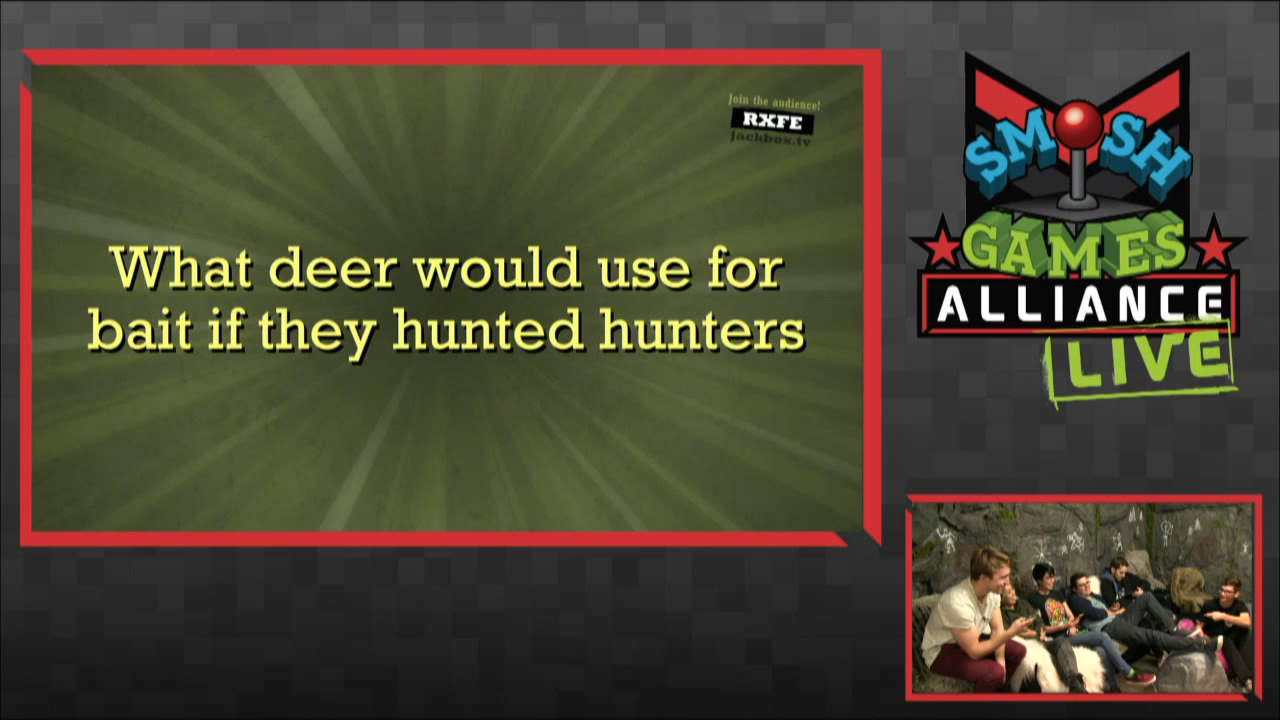 Join the audience!
RXFE
jackbox.tv
What deer would use for
bait if they hunted hunters
SMOSH
GAMES
ALLIANCE
LIVE